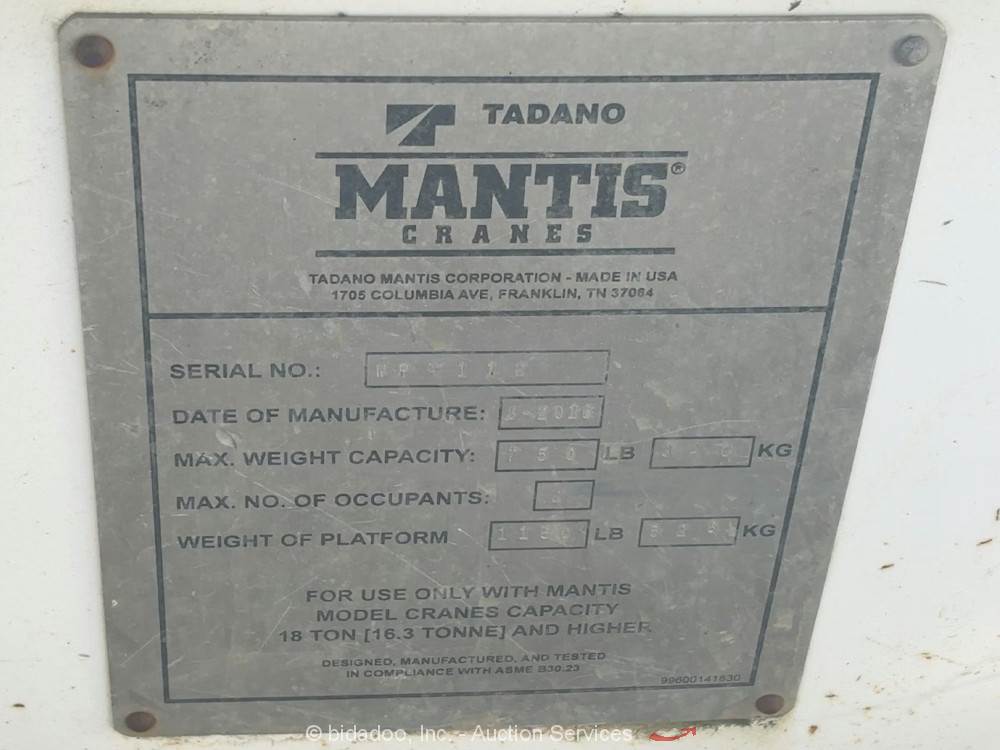 TADANO
MANTIS®
CRANES
TADANO MANTIS CORPORATION - MADE IN USA
1705 COLUMBIA AVE, FRANKLIN, TN 37064
SERIAL NO.:
DATE OF MANUFACTURE:
MAX. WEIGHT CAPACITY: 750 LB KG
MAX. NO. OF OCCUPANTS:
WEIGHT OF PLATFORM LB KG
FOR USE ONLY WITH MANTIS
MODEL CRANES CAPACITY
18 TON [16.3 TONNE] AND HIGHER
DESIGNED, MANUFACTURED, AND TESTED
IN COMPLIANCE WITH ASME B30.23
99600141630
© bidadoo, Inc. - Auction Services